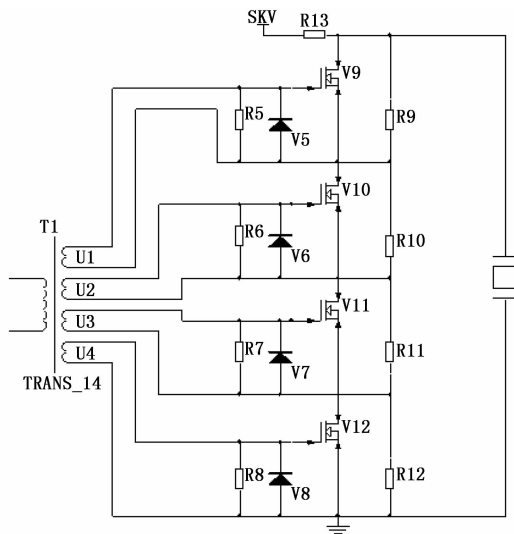 SKV
R13
V9
R5
V5
R9
T1
V10
R6
V6
R10
U1
U2
V11
U3
R7
V7
R11
U4
TRANS_14
V12
R8
V8
R12